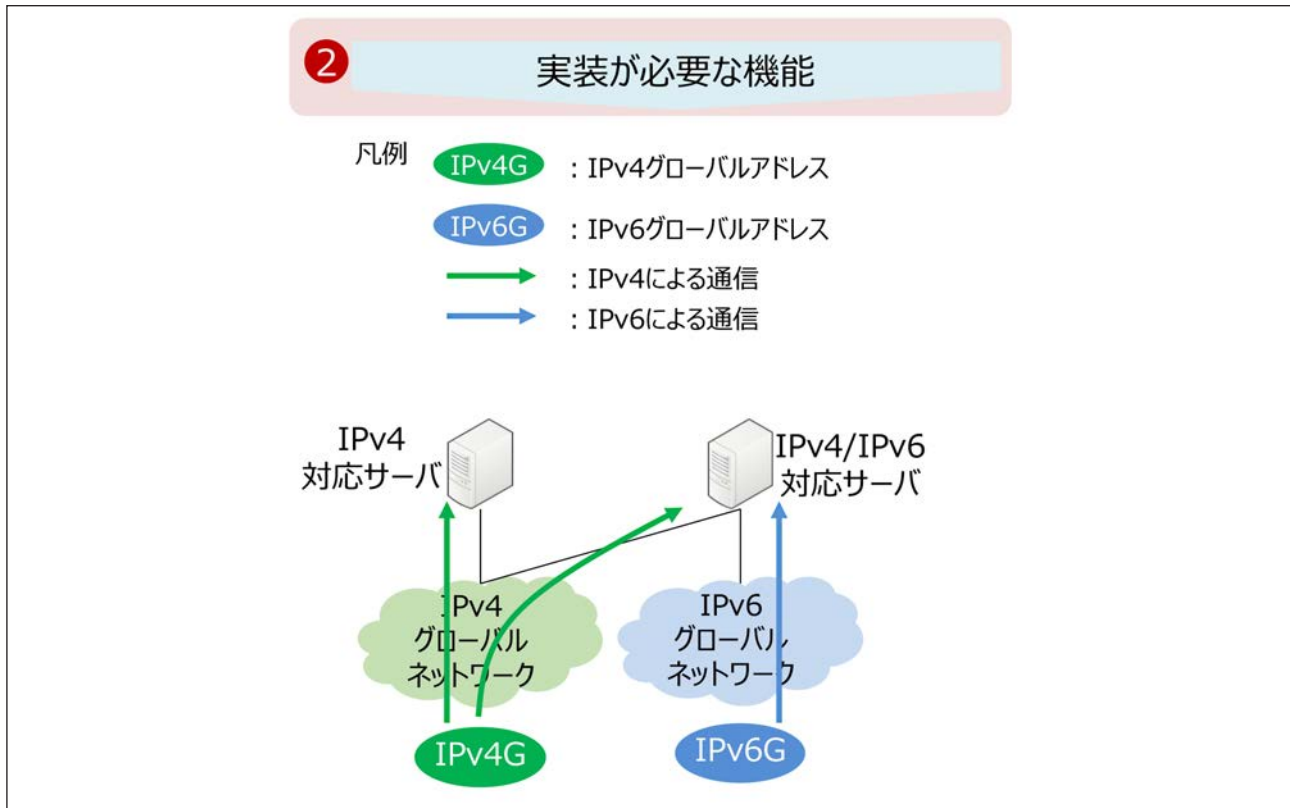 2
実装が必要な機能
凡例
IPv4G
：IPv4グローバルアドレス
IPv6G
：IPv6グローバルアドレス
：IPv4による通信
：IPv6による通信
IPv4
対応サーバ
IPv4/IPv6
対応サーバ
IPv4
グローバル
ネットワーク
IPv6
グローバル
ネットワーク
IPv4G
IPv6G